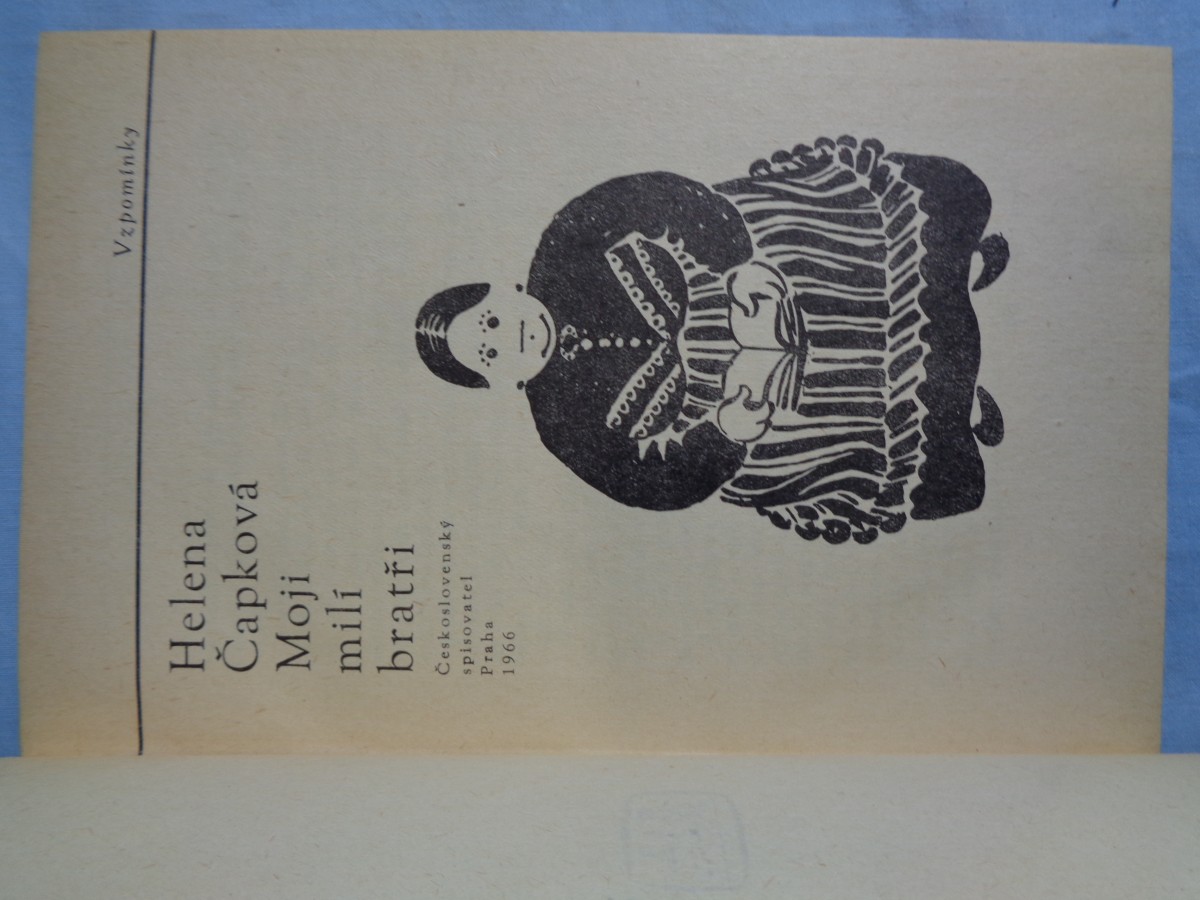 Vzpomínky
Helena
Čapková
Moji
milí
bratři
Československý
spisovatel
Praha
1966